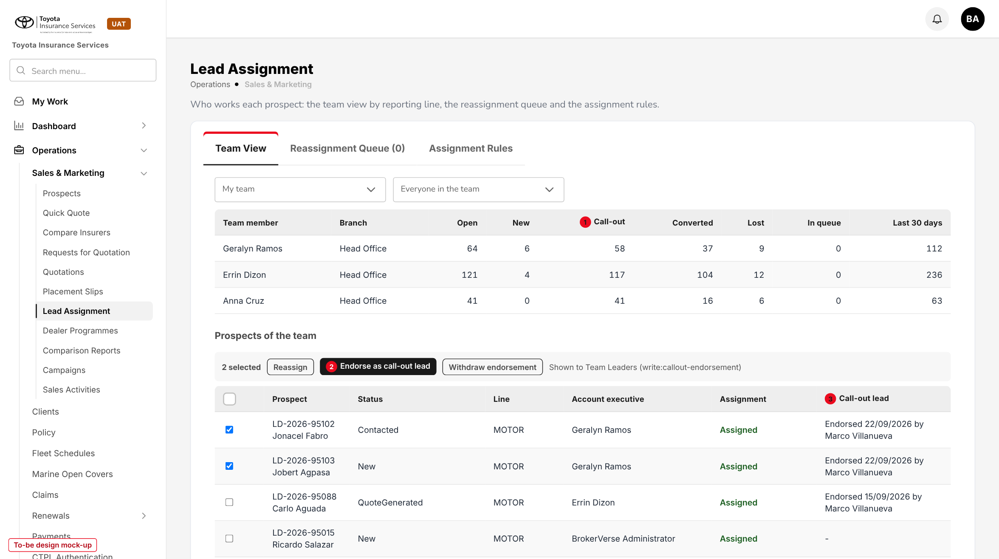 Toyota
Insurance Services
UAT
Toyota Insurance Services
Search menu...
My Work
Dashboard
Operations
Sales & Marketing
Prospects
Quick Quote
Compare Insurers
Requests for Quotation
Quotations
Placement Slips
Lead Assignment
Dealer Programmes
Comparison Reports
Campaigns
Sales Activities
Clients
Policy
Fleet Schedules
Marine Open Covers
Claims
Renewals
Payments
To-be design mock-up
CTPL Authentication
BA
Lead Assignment
Operations • Sales & Marketing
Who works each prospect: the team view by reporting line, the reassignment queue and the assignment rules.
Team View Reassignment Queue (0) Assignment Rules
My team Everyone in the team
Team member Branch Open New 1 Call-out Converted Lost In queue Last 30 days
Geralyn Ramos Head Office 64 6 58 37 9 0 112
Errin Dizon Head Office 121 4 117 104 12 0 236
Anna Cruz Head Office 41 0 41 16 6 0 63
Prospects of the team
2 selected Reassign 2 Endorse as call-out lead Withdraw endorsement Shown to Team Leaders (write:callout-endorsement)
Prospect Status Line Account executive Assignment 3 Call-out lead
LD-2026-95102 Jonacel Fabro Contacted MOTOR Geralyn Ramos Assigned Endorsed 22/09/2026 by Marco Villanueva
LD-2026-95103 Jobert Agpasa New MOTOR Geralyn Ramos Assigned Endorsed 22/09/2026 by Marco Villanueva
LD-2026-95088 Carlo Aguada QuoteGenerated MOTOR Errin Dizon Assigned Endorsed 15/09/2026 by Marco Villanueva
LD-2026-95015 Ricardo Salazar New MOTOR BrokerVerse Administrator Assigned -